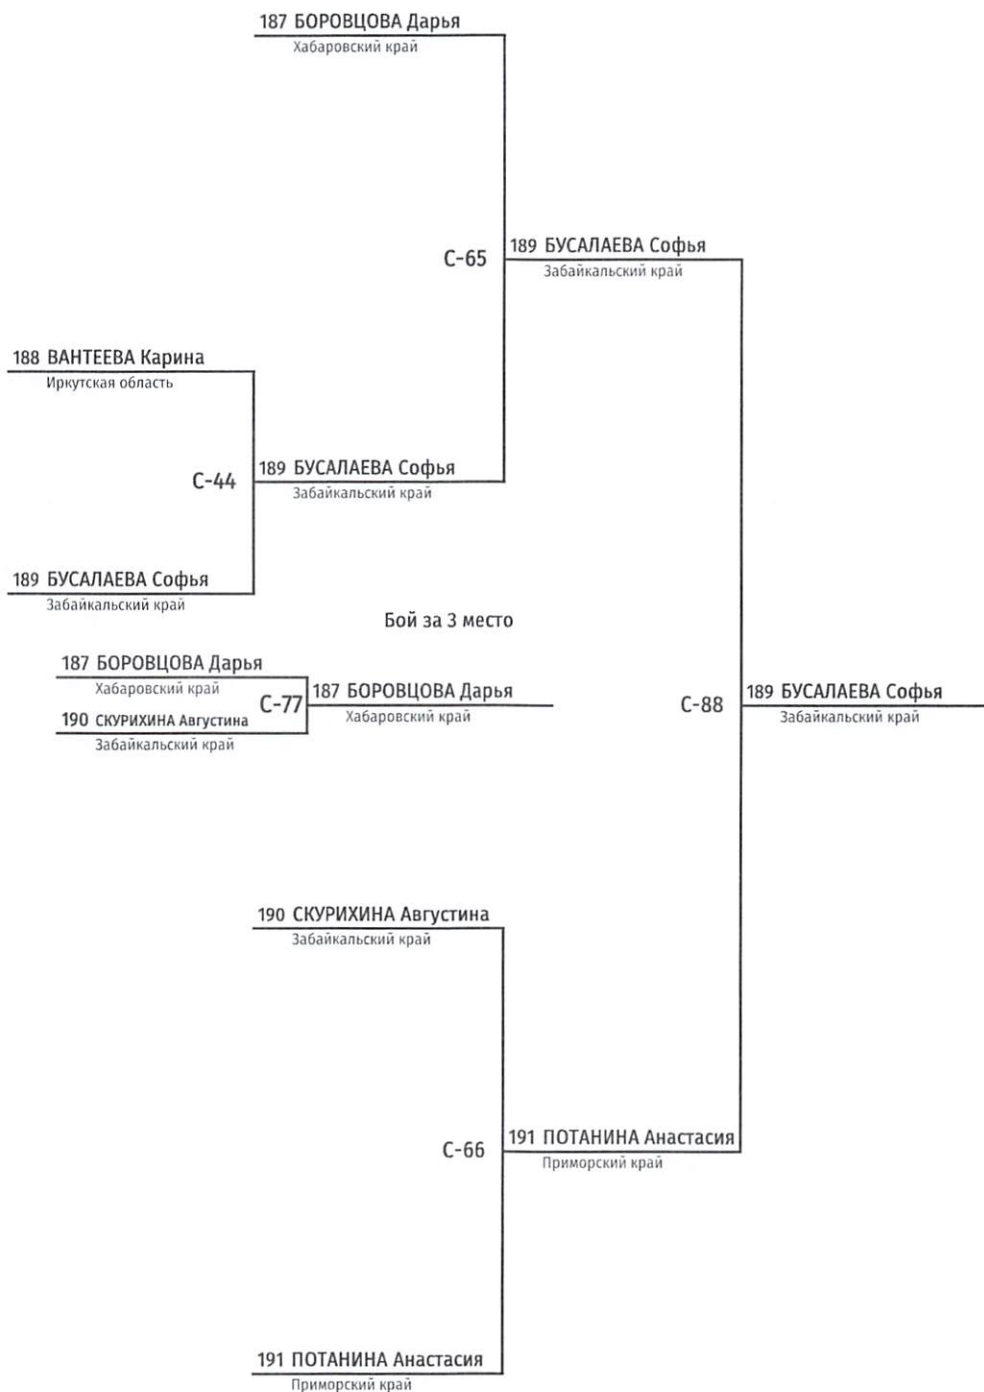 187 БОРОВЦОВА Дарья
Хабаровский край
С-65
189 БУСАЛАЕВА Софья
Забайкальский край
188 ВАНТЕЕВА Карина
Иркутская область
С-44
189 БУСАЛАЕВА Софья
Забайкальский край
189 БУСАЛАЕВА Софья
Забайкальский край
Бой за 3 место
187 БОРОВЦОВА Дарья
Хабаровский край
С-77
187 БОРОВЦОВА Дарья
Хабаровский край
190 СКУРИХИНА Августина
Забайкальский край
С-88
189 БУСАЛАЕВА Софья
Забайкальский край
190 СКУРИХИНА Августина
Забайкальский край
С-66
191 ПОТАНИНА Анастасия
Приморский край
191 ПОТАНИНА Анастасия
Приморский край